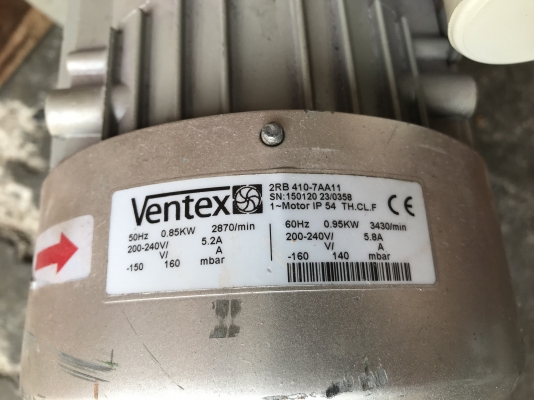 Ventex
2RB 410-7AA11
SN:150120 23/0358
1~Motor IP 54 TH.CL.F CE
50Hz 0.85KW 2870/min
200-240V/ 5.2A
V/ A
-150 160 mbar
60Hz 0.95KW 3430/min
200-240V/ 5.8A
V/ A
-160 140 mbar